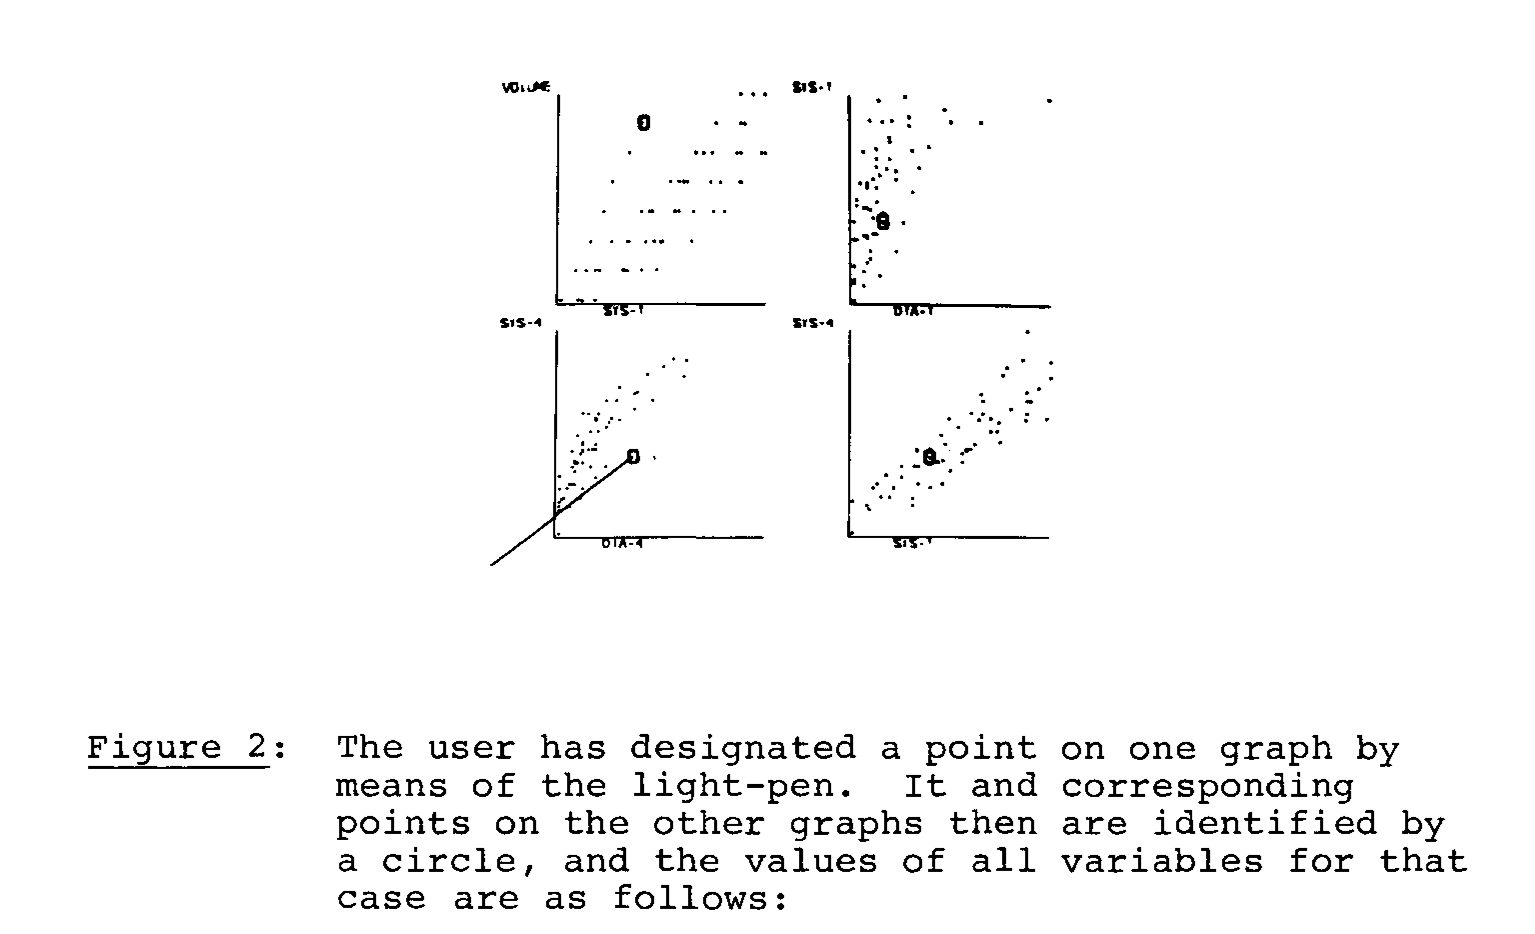 VOLUME
SYS-1
SYS-1
DIA-1
SYS-4
SYS-4
DIA-4
SYS-1
Figure 2: The user has designated a point on one graph by
means of the light-pen. It and corresponding
points on the other graphs then are identified by
a circle, and the values of all variables for that
case are as follows: